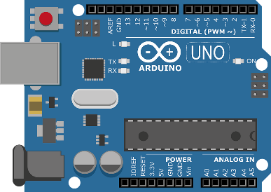 AREF
GND
13
12
~11
~10
~9
8
7
~6
~5
4
~3
2
TX-1
RX-0
DIGITAL (PWM ~)
L
TX
RX
UNO
ON
ARDUINO
POWER
ANALOG IN
IOREF
RESET
3.3V
5V
GND
GND
Vin
A0
A1
A2
A3
A4
A5